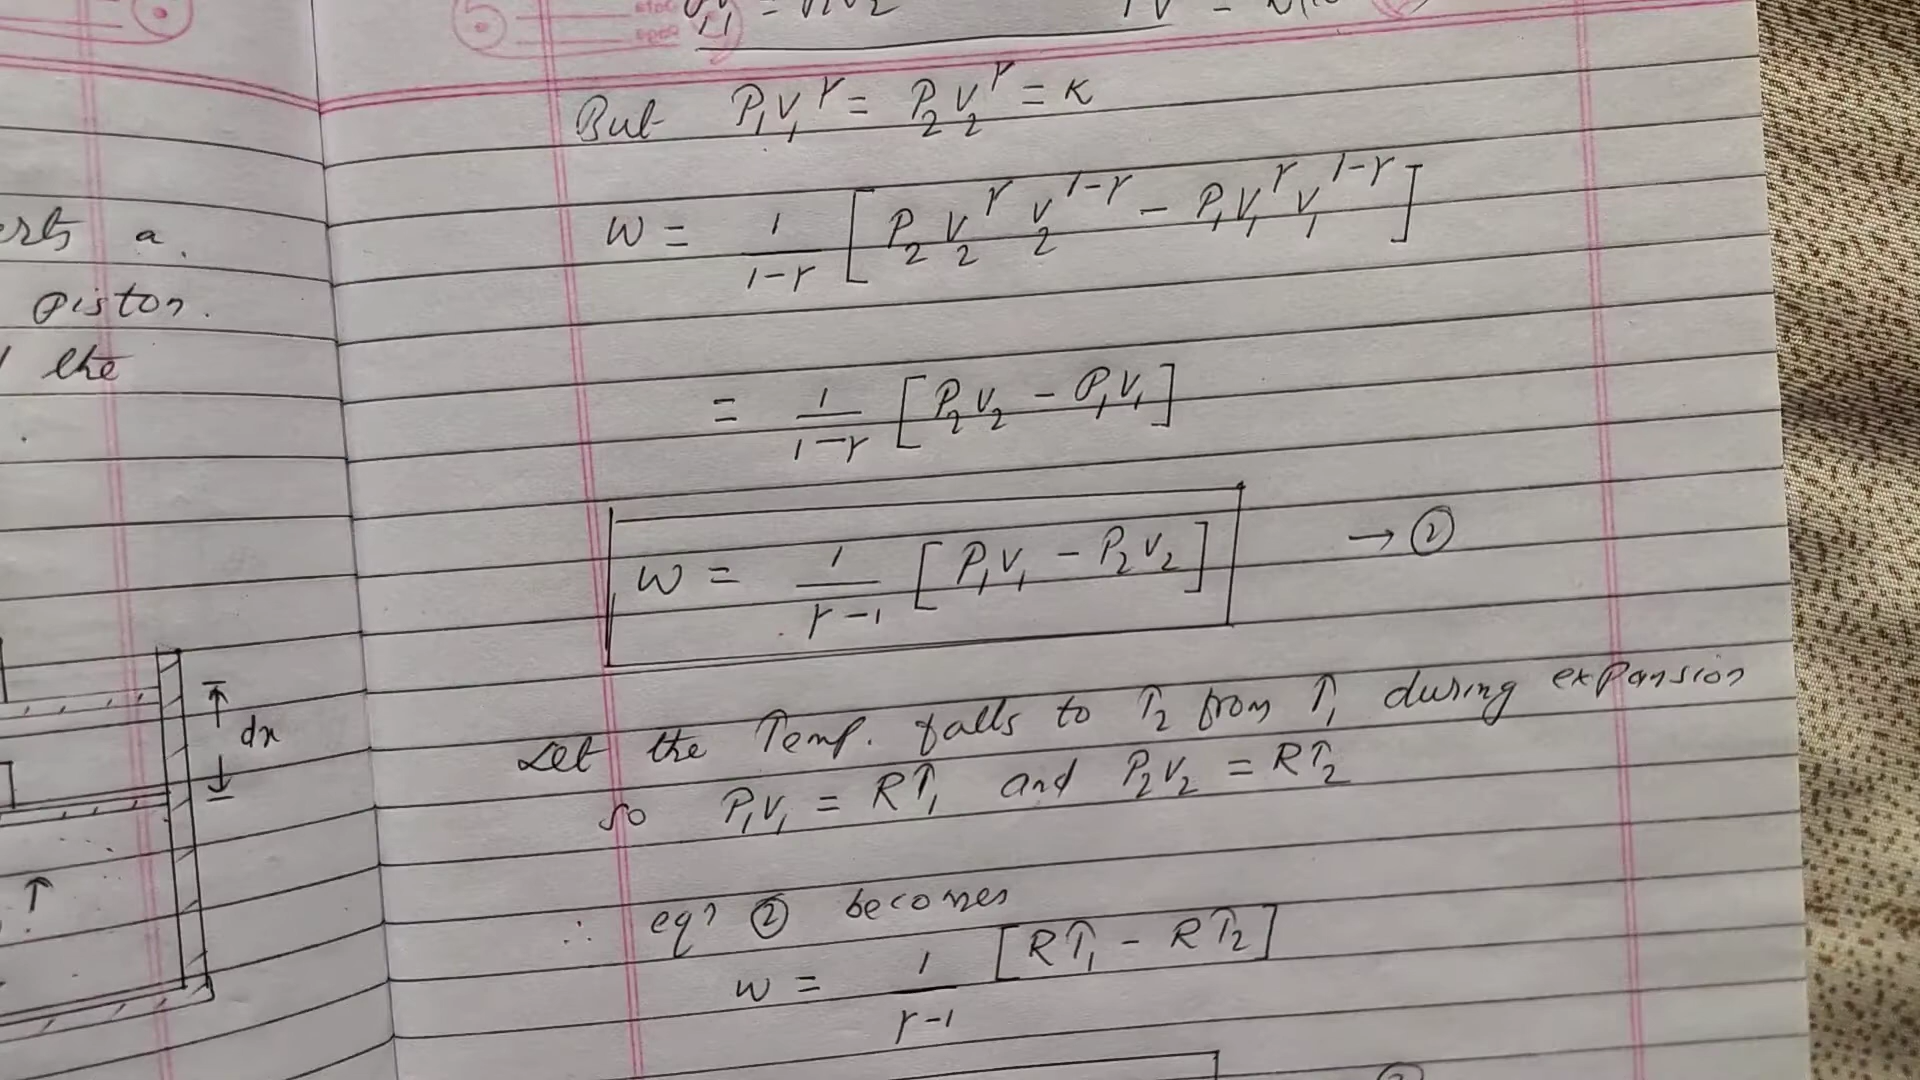 erts a
piston.
the
dx
But P₁V₁^γ = P₂V₂^γ = K
W = 1/(1-γ) [P₂V₂^γ V₂^(1-γ) - P₁V₁^γ V₁^(1-γ)]
= 1/(1-γ) [P₂V₂ - P₁V₁]
W = 1/(γ-1) [P₁V₁ - P₂V₂] → ②
Let the Temp. falls to T₂ from T₁ during expansion
so P₁V₁ = RT₁ and P₂V₂ = RT₂
∴ eqn ② becomes
W = 1/(γ-1) [RT₁ - RT₂]